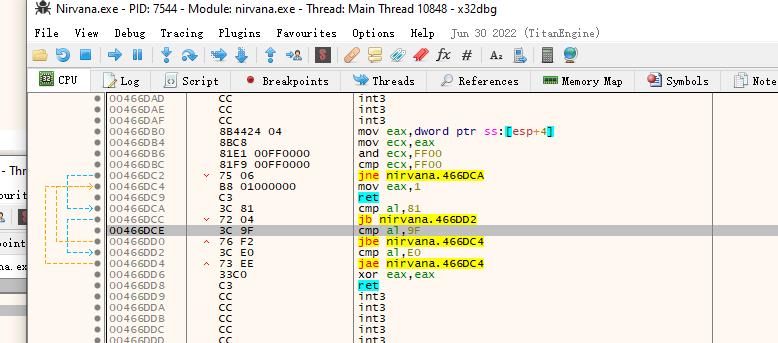 Nirvana.exe - PID: 7544 - Module: nirvana.exe - Thread: Main Thread 10848 - x32dbg
File View Debug Tracing Plugins Favourites Options Help Jun 30 2022 (TitanEngine)
CPU Log Script Breakpoints Threads References Memory Map Symbols Note
00466DAD CC int3
00466DAE CC int3
00466DAF CC int3
00466DB0 8B4424 04 mov eax,dword ptr ss:[esp+4]
00466DB4 8BC8 mov ecx,eax
00466DB6 81E1 00FF0000 and ecx,FF00
00466DBC 81F9 00FF0000 cmp ecx,FF00
00466DC2 75 06 jne nirvana.466DCA
00466DC4 B8 01000000 mov eax,1
00466DC9 C3 ret
00466DCA 3C 81 cmp al,81
00466DCC 72 04 jb nirvana.466DD2
00466DCE 3C 9F cmp al,9F
00466DD0 76 F2 jbe nirvana.466DC4
00466DD2 3C E0 cmp al,E0
00466DD4 73 EE jae nirvana.466DC4
00466DD6 33C0 xor eax,eax
00466DD8 C3 ret
00466DD9 CC int3
00466DDA CC int3
00466DDB CC int3
00466DDC CC int3
00466DDD CC int3
- Thre
ourit
point
a.ex